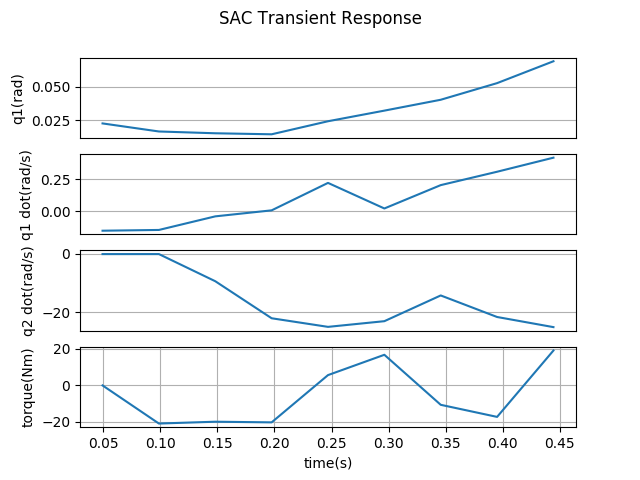 SAC Transient Response
q1(rad)
0.050
0.025
q1 dot(rad/s)
0.25
0.00
q2 dot(rad/s)
0
−20
torque(Nm)
20
0
−20
0.05 0.10 0.15 0.20 0.25 0.30 0.35 0.40 0.45
time(s)